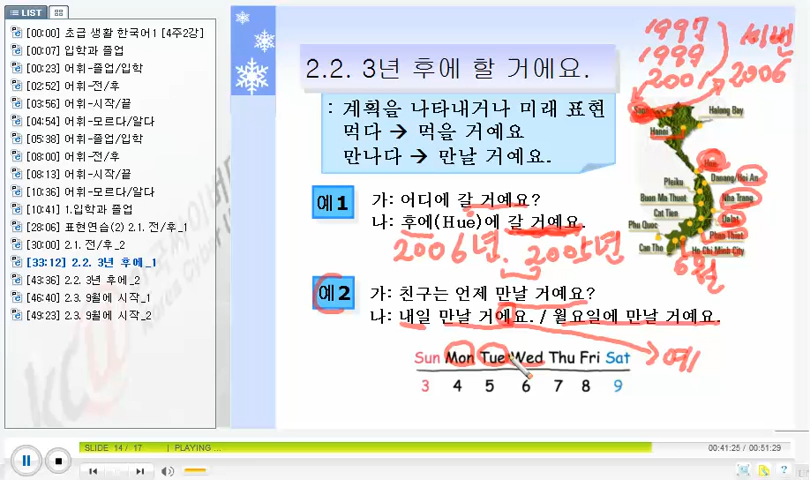 LIST
[00:00] 초급 생활 한국어1 [4주2강]
[00:07] 입학과 졸업
[00:23] 어휘-졸업/입학
[02:52] 어휘-전/후
[03:56] 어휘-시작/끝
[04:54] 어휘-모르다/알다
[05:38] 어휘-졸업/입학
[08:00] 어휘-전/후
[08:13] 어휘-시작/끝
[10:36] 어휘-모르다/알다
[10:41] 1.입학과 졸업
[28:06] 표현연습(2) 2.1. 전/후_1
[30:00] 2.1. 전/후_2
[33:12] 2.2. 3년 후에_1
[43:36] 2.2. 3년 후에_2
[46:40] 2.3. 9월에 시작_1
[49:23] 2.3. 9월에 시작_2
2.2. 3년 후에 할 거에요.
: 계획을 나타내거나 미래 표현
먹다 → 먹을 거예요
만나다 → 만날 거예요.
예1
가: 어디에 갈 거예요?
나: 후에(Hue)에 갈 거예요.
2006년. 20안년
예2
가: 친구는 언제 만날 거예요?
나: 내일 만날 거에요. / 월요일에 만날 거예요.
예
Sun Mon Tue Wed Thu Fri Sat
3 4 5 6 7 8 9
1997
1989
2001
2006
Halong Bay
Hanoi
Hue
Danang/Hoi An
Pleiku
Buon Ma Thuot
Nha Trang
Cat Tien
Dalat
Phu Quoc
Phan Thiet
Can Tho
Ho Chi Minh City
6월
SLIDE 14 / 17 PLAYING ...
00:41:25 / 00:51:29